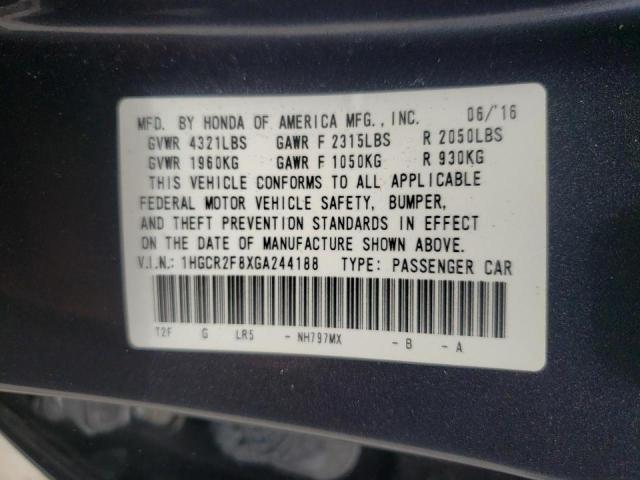 MFD. BY HONDA OF AMERICA MFG., INC. 06/'16
GVWR 4321LBS GAWR F 2315LBS R 2050LBS
GVWR 1960KG GAWR F 1050KG R 930KG
THIS VEHICLE CONFORMS TO ALL APPLICABLE
FEDERAL MOTOR VEHICLE SAFETY, BUMPER,
AND THEFT PREVENTION STANDARDS IN EFFECT
ON THE DATE OF MANUFACTURE SHOWN ABOVE.
V.I.N.: 1HGCR2F8XGA244188 TYPE: PASSENGER CAR
T2F G LR5 - NH797MX - B - A